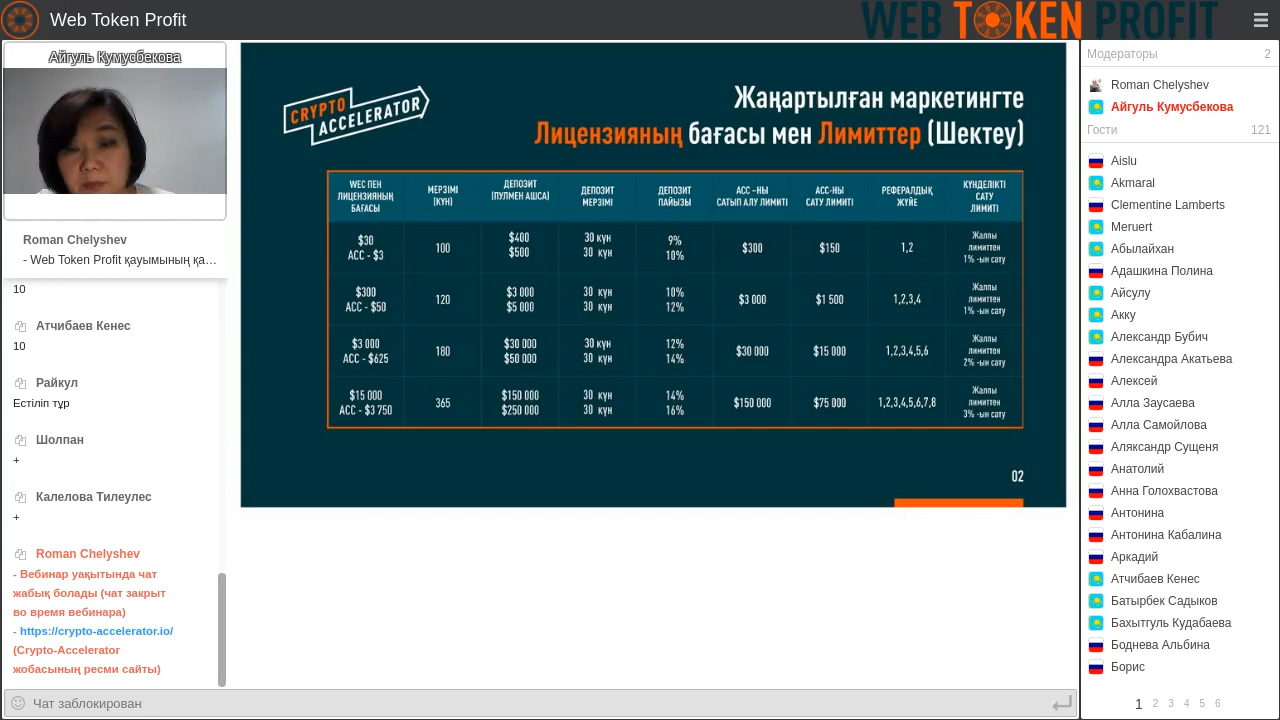 Web Token Profit
WEB TOKEN PROFIT
Айгуль Кумусбекова
Roman Chelyshev
- Web Token Profit қауымының қа…
10
Атчибаев Кенес
10
Райкул
Естіліп тұр
Шолпан
+
Калелова Тилеулес
+
Roman Chelyshev
- Вебинар уақытында чат
жабық болады (чат закрыт
во время вебинара)
- https://crypto-accelerator.io/
(Crypto-Accelerator
жобасының ресми сайты)
Чат заблокирован
CRYPTO
ACCELERATOR
Жаңартылған маркетингте
Лицензияның бағасы мен Лимиттер (Шектеу)
WEC ПЕН
ЛИЦЕНЗИЯНЫҢ
БАҒАСЫ
МЕРЗІМІ
(КҮН)
ДЕПОЗИТ
(ПУЛМЕН АШСА)
ДЕПОЗИТ
МЕРЗІМІ
ДЕПОЗИТ
ПАЙЫЗЫ
ACC –НЫ
САТЫП АЛУ ЛИМИТІ
ACC-НЫ
САТУ ЛИМИТІ
РЕФЕРАЛДЫҚ
ЖҮЙЕ
КҮНДЕЛІКТІ
САТУ
ЛИМИТІ
$30
ACC - $3
100
$400
$500
30 күн
30 күн
9%
10%
$300
$150
1,2
Жалпы
лимиттен
1% -ын сату
$300
ACC - $50
120
$3 000
$5 000
30 күн
30 күн
10%
12%
$3 000
$1 500
1,2,3,4
Жалпы
лимиттен
1% -ын сату
$3 000
ACC - $625
180
$30 000
$50 000
30 күн
30 күн
12%
14%
$30 000
$15 000
1,2,3,4,5,6
Жалпы
лимиттен
2% -ын сату
$15 000
ACC - $3 750
365
$150 000
$250 000
30 күн
30 күн
14%
16%
$150 000
$75 000
1,2,3,4,5,6,7,8
Жалпы
лимиттен
3% -ын сату
02
Модераторы 2
Roman Chelyshev
Айгуль Кумусбекова
Гости 121
Aislu
Akmaral
Clementine Lamberts
Meruert
Абылайхан
Адашкина Полина
Айсулу
Акку
Александр Бубич
Александра Акатьева
Алексей
Алла Заусаева
Алла Самойлова
Аляксандр Сущеня
Анатолий
Анна Голохвастова
Антонина
Антонина Кабалина
Аркадий
Атчибаев Кенес
Батырбек Садыков
Бахытгуль Кудабаева
Боднева Альбина
Борис
1 2 3 4 5 6